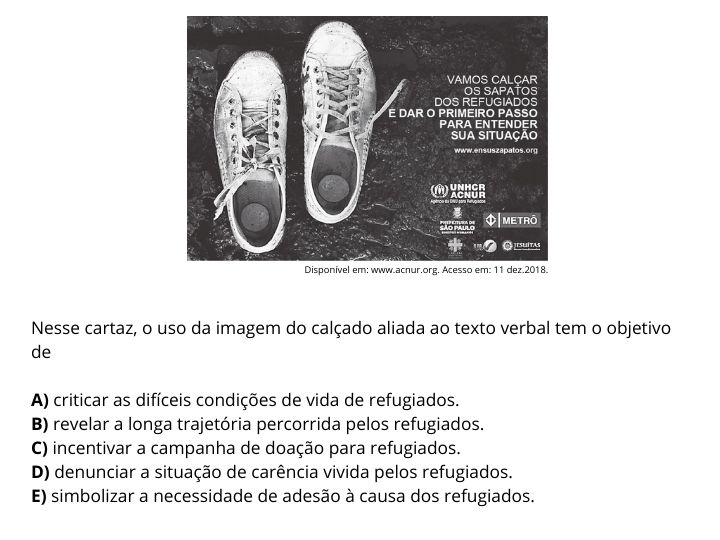 VAMOS CALÇAR
OS SAPATOS
DOS REFUGIADOS
E DAR O PRIMEIRO PASSO
PARA ENTENDER
SUA SITUAÇÃO
www.ensuszapatos.org
UNHCR
ACNUR
Agência da ONU para Refugiados
PREFEITURA DE
SÃO PAULO
METRÔ
JESUÍTAS
Disponível em: www.acnur.org. Acesso em: 11 dez.2018.
Nesse cartaz, o uso da imagem do calçado aliada ao texto verbal tem o objetivo
de
A) criticar as difíceis condições de vida de refugiados.
B) revelar a longa trajetória percorrida pelos refugiados.
C) incentivar a campanha de doação para refugiados.
D) denunciar a situação de carência vivida pelos refugiados.
E) simbolizar a necessidade de adesão à causa dos refugiados.